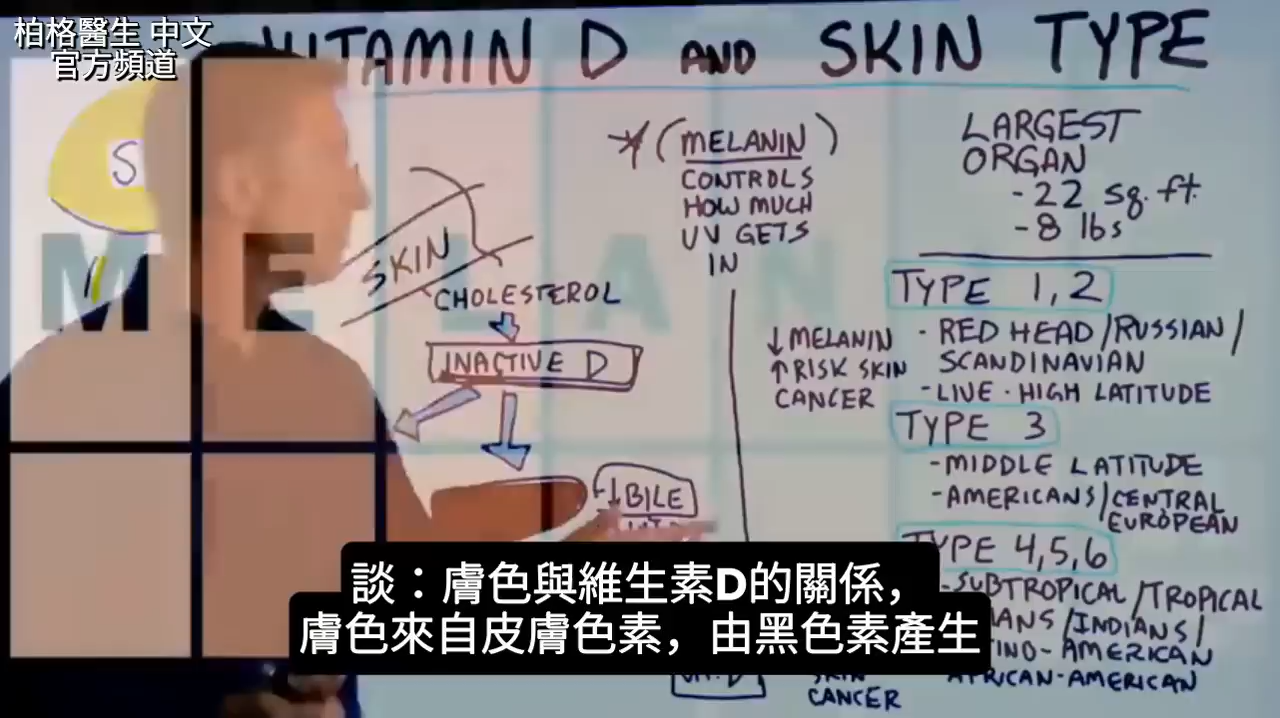 柏格醫生 中文
官方頻道
VITAMIN D AND SKIN TYPE
S
MELAN
SKIN
CHOLESTEROL
INACTIVE D
↓BILE
*(MELANIN)
CONTROLS
HOW MUCH
UV GETS
IN
↓MELANIN
↑RISK SKIN
CANCER
LARGEST
ORGAN
-22 sq. ft.
-8 lbs
TYPE 1,2
-RED HEAD/RUSSIAN/
SCANDINAVIAN
-LIVE - HIGH LATITUDE
TYPE 3
-MIDDLE LATITUDE
-AMERICANS/CENTRAL
EUROPEAN
TYPE 4,5,6
-SUBTROPICAL/TROPICAL
/INDIANS/
-AMERICAN
AFRICAN-AMERICAN
CANCER
談：膚色與維生素D的關係，
膚色來自皮膚色素，由黑色素產生